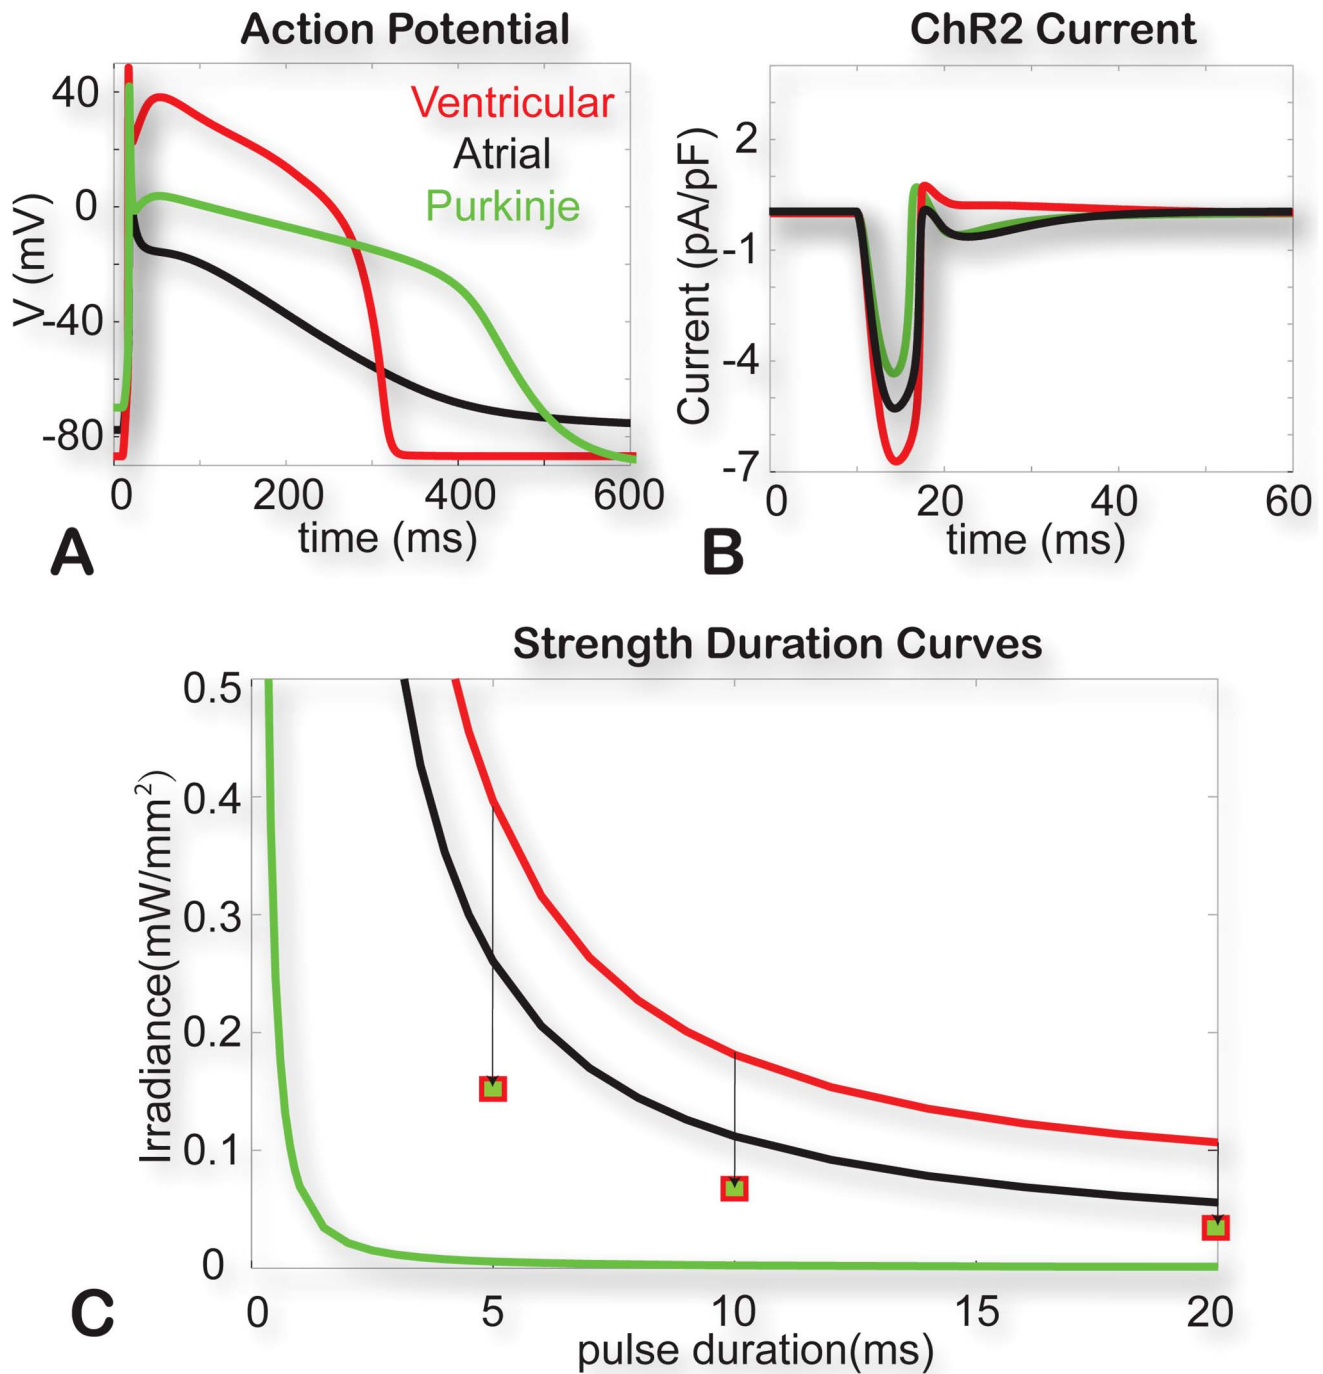 Action Potential
ChR2 Current
40
0
-40
-80
V (mV)
Ventricular
Atrial
Purkinje
0
200
400
600
time (ms)
A
2
-1
-4
-7
Current (pA/pF)
0
20
40
60
time (ms)
B
Strength Duration Curves
0.5
0.4
0.3
0.2
0.1
0
Irradiance(mW/mm²)
0
5
10
15
20
pulse duration(ms)
C